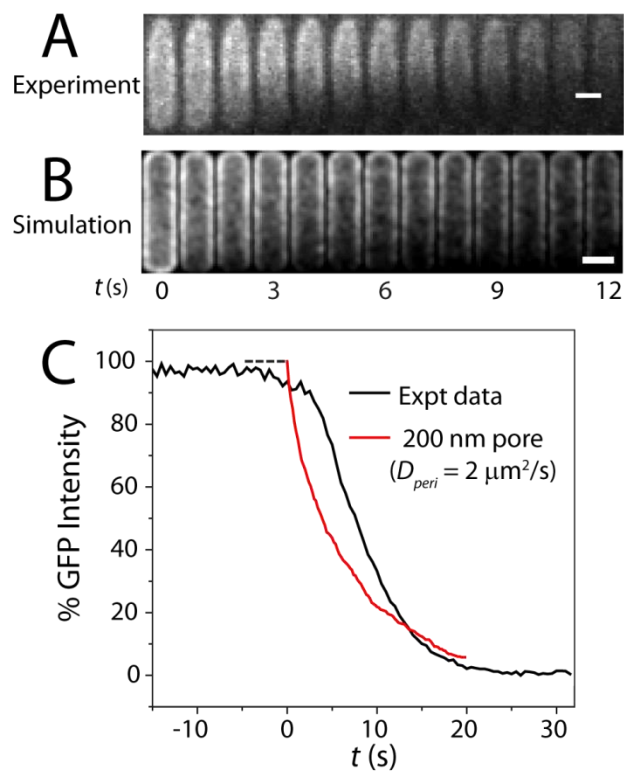 A
Experiment
B
Simulation
t (s) 0 3 6 9 12
C
100
80
60
40
20
0
% GFP Intensity
Expt data
200 nm pore
(Dperi = 2 μm²/s)
-10 0 10 20 30
t (s)